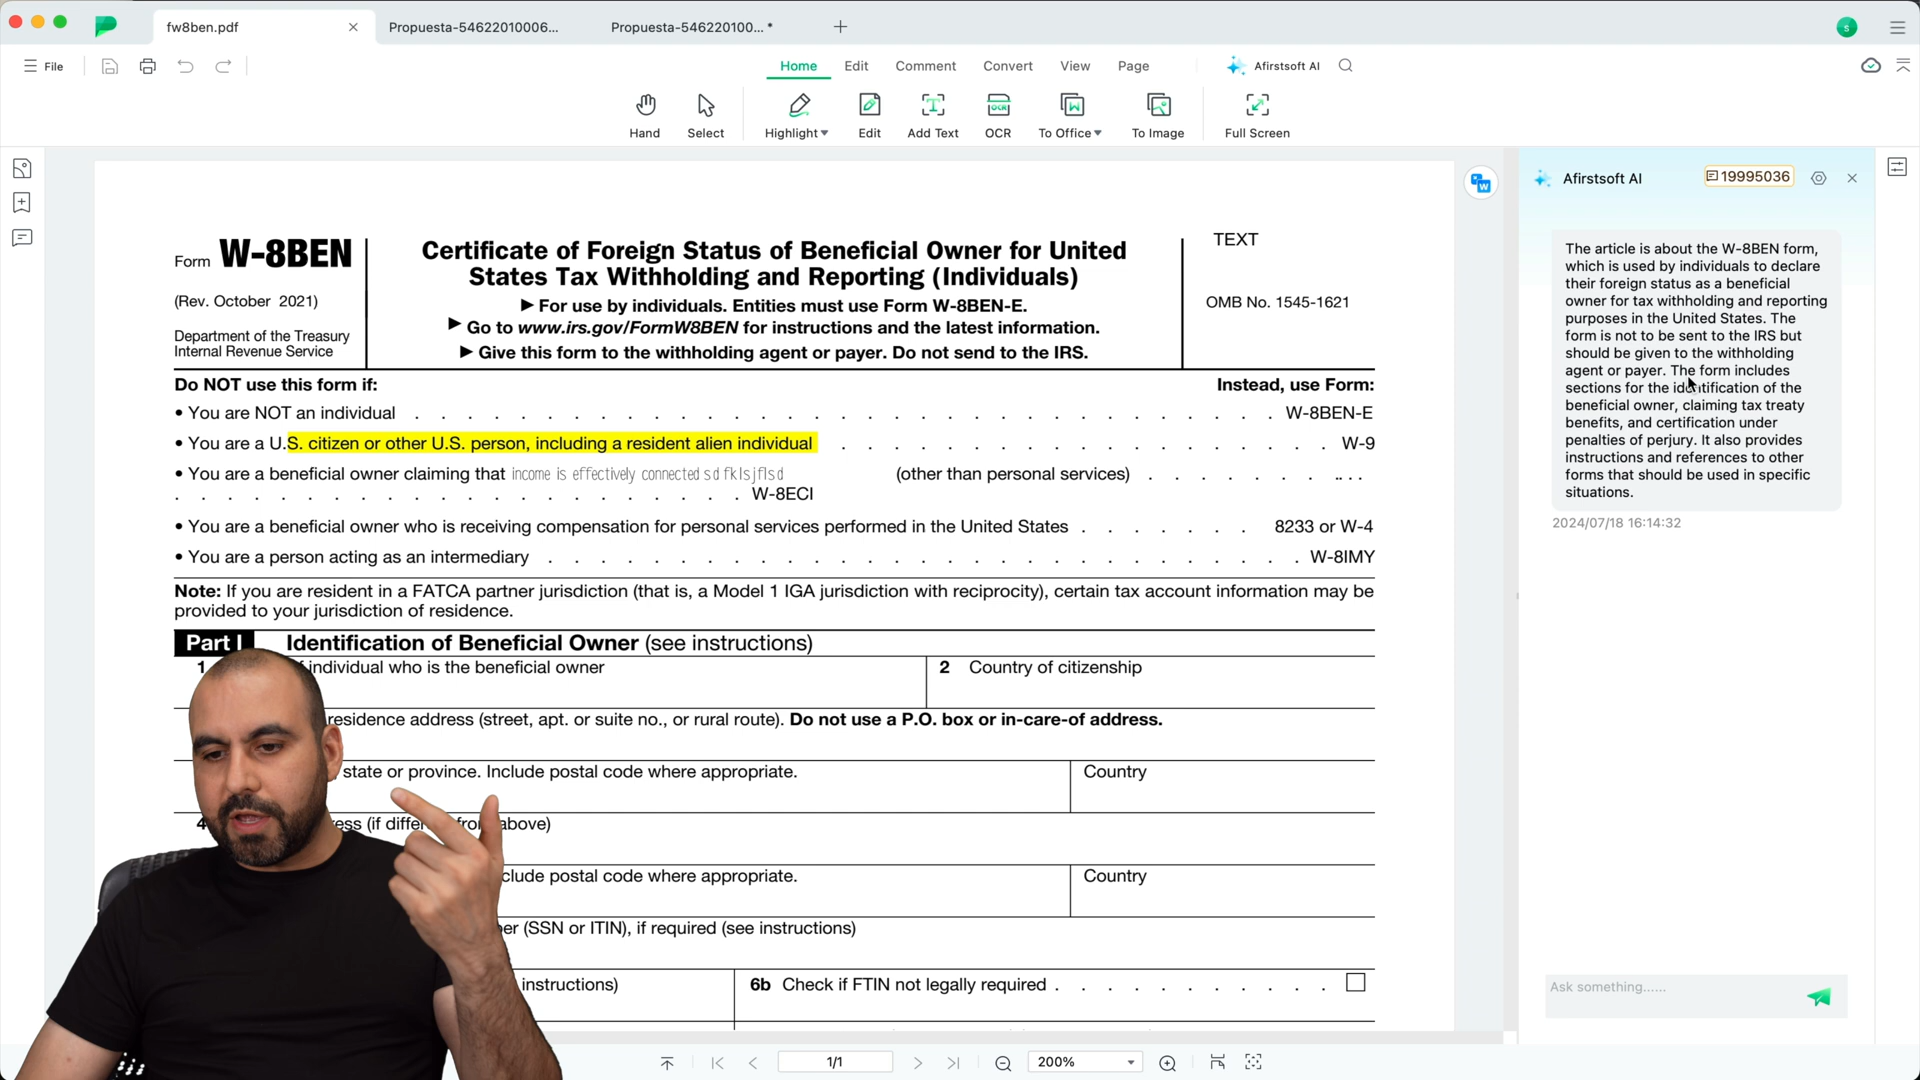 fw8ben.pdf
Propuesta-54622010006...
Propuesta-546220100... *
s
File
Home
Edit
Comment
Convert
View
Page
Afirstsoft AI
Hand
Select
Highlight
Edit
Add Text
OCR
To Office
To Image
Full Screen
Form W-8BEN
(Rev. October 2021)
Department of the Treasury
Internal Revenue Service
Certificate of Foreign Status of Beneficial Owner for United
States Tax Withholding and Reporting (Individuals)
▶ For use by individuals. Entities must use Form W-8BEN-E.
▶ Go to www.irs.gov/FormW8BEN for instructions and the latest information.
▶ Give this form to the withholding agent or payer. Do not send to the IRS.
TEXT
OMB No. 1545-1621
Do NOT use this form if: Instead, use Form:
• You are NOT an individual . . . . . . . . . . . . . . . . . . . . . W-8BEN-E
• You are a U.S. citizen or other U.S. person, including a resident alien individual . . . . . . . . . . . . W-9
• You are a beneficial owner claiming that income is effectively connected s d f k l s j f l s d (other than personal services) . . . . . . . . . .
. . . . . . . . . . . . . . . . . . W-8ECI
• You are a beneficial owner who is receiving compensation for personal services performed in the United States . . . . . . 8233 or W-4
• You are a person acting as an intermediary . . . . . . . . . . . . . . . . . . . W-8IMY
Note: If you are resident in a FATCA partner jurisdiction (that is, a Model 1 IGA jurisdiction with reciprocity), certain tax account information may be
provided to your jurisdiction of residence.
Part I Identification of Beneficial Owner (see instructions)
1 f individual who is the beneficial owner
2 Country of citizenship
residence address (street, apt. or suite no., or rural route). Do not use a P.O. box or in-care-of address.
state or province. Include postal code where appropriate.
Country
4 ess (if differ from above)
clude postal code where appropriate.
Country
er (SSN or ITIN), if required (see instructions)
instructions)
6b Check if FTIN not legally required . . . . . . . . . . .
Afirstsoft AI
19995036
The article is about the W-8BEN form,
which is used by individuals to declare
their foreign status as a beneficial
owner for tax withholding and reporting
purposes in the United States. The
form is not to be sent to the IRS but
should be given to the withholding
agent or payer. The form includes
sections for the identification of the
beneficial owner, claiming tax treaty
benefits, and certification under
penalties of perjury. It also provides
instructions and references to other
forms that should be used in specific
situations.
2024/07/18 16:14:32
Ask something......
1/1
200%